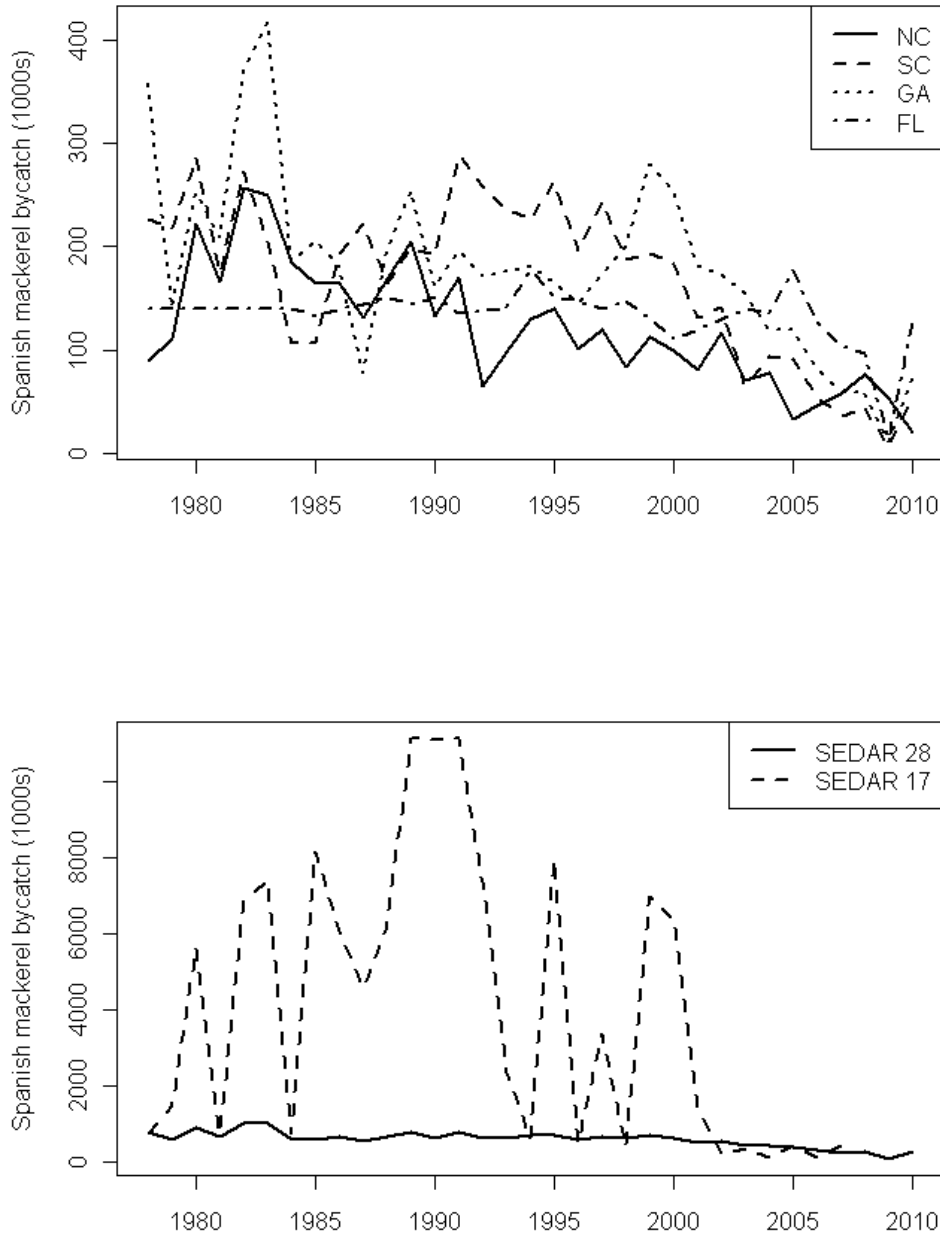 Spanish mackerel bycatch (1000s)
400
300
200
100
0
NC
SC
GA
FL
1980 1985 1990 1995 2000 2005 2010
Spanish mackerel bycatch (1000s)
8000
6000
4000
2000
0
SEDAR 28
SEDAR 17
1980 1985 1990 1995 2000 2005 2010